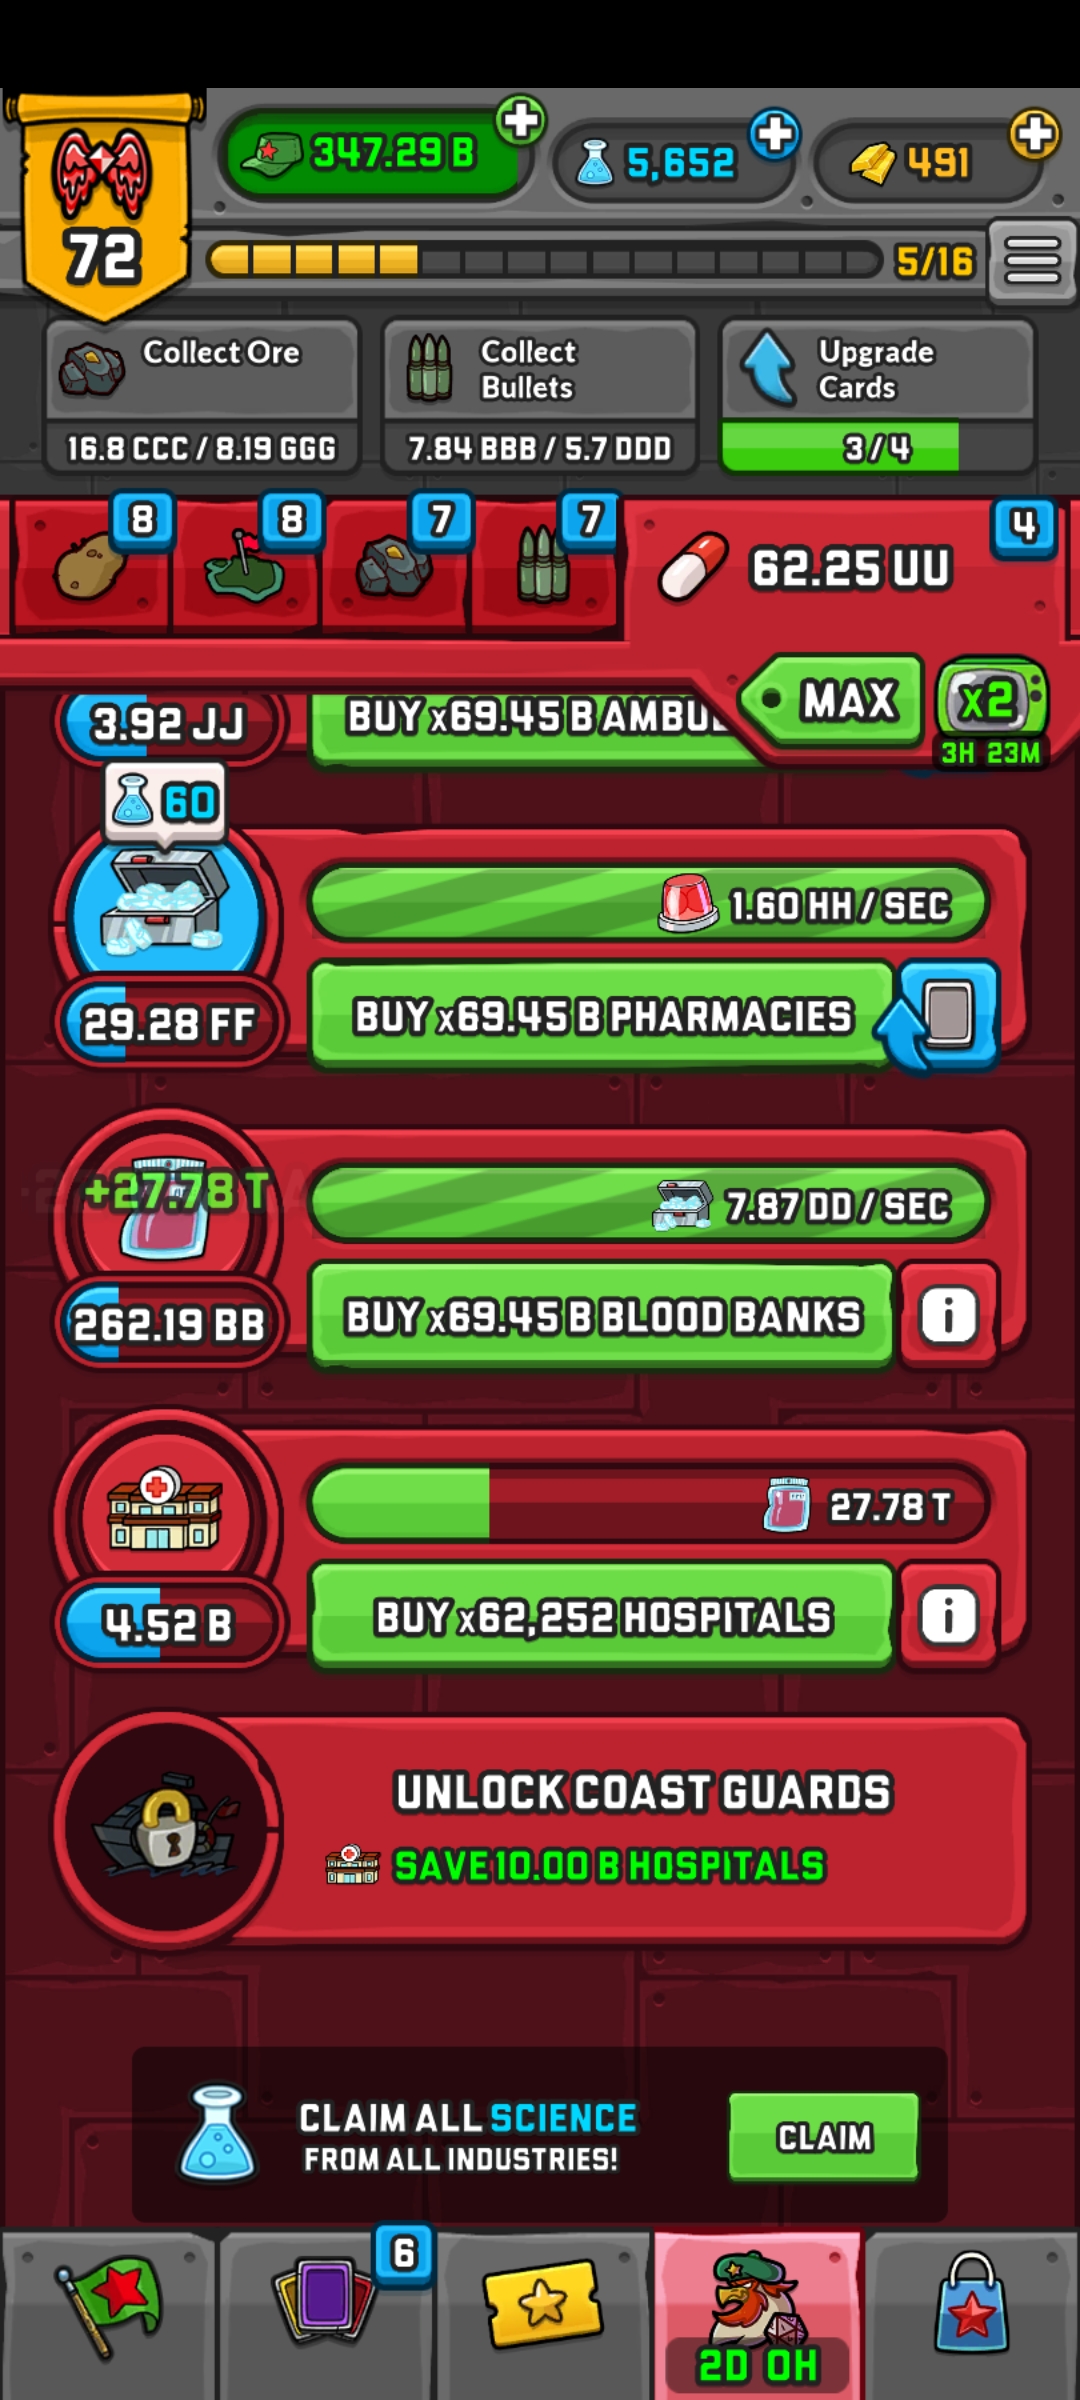 347.29 B
5,652
491
72
5/16
Collect Ore
16.8 CCC / 8.19 GGG
Collect
Bullets
7.84 BBB / 5.7 DDD
Upgrade
Cards
3/4
8
8
7
7
4
62.25 UU
MAX
x2
3H 23M
3.92 JJ
BUY x69.45 B AMBUL
60
1.60 HH / SEC
29.28 FF
BUY x69.45 B PHARMACIES
+27.78 T
7.87 DD / SEC
262.19 BB
BUY x69.45 B BLOOD BANKS
i
27.78 T
4.52 B
BUY x62,252 HOSPITALS
i
UNLOCK COAST GUARDS
SAVE 10.00 B HOSPITALS
CLAIM ALL SCIENCE
FROM ALL INDUSTRIES!
CLAIM
6
2D 0H